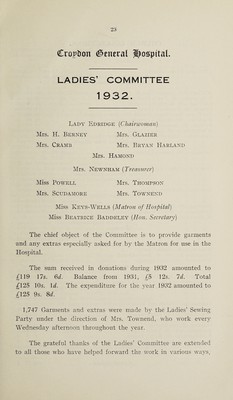 23
Croydon General Hospital.
LADIES' COMMITTEE
1932.
LADY EDRIDGE (Chairwoman)
MRS. H. BERNEY MRS. GLAZIER
MRS. CRABB MRS. BRYAN HARLAND
MRS. HAMOND
MRS. NEWNHAM (Treasurer)
MISS POWELL MRS. THOMPSON
MRS. SCUDAMORE MRS. TOWNEND
MISS KEYS-WELLS (Matron of Hospital)
MISS BEATRICE BADDELEY (Hon. Secretary)
The chief object of the Committee is to provide garments
and any extras especially asked for by the Matron for use in the
Hospital.
The sum received in donations during 1932 amounted to
£119 17s. 6d. Balance from 1931, £5 12s. 7d. Total
£125 10s. 1d. The expenditure for the year 1932 amounted to
£125 9s. 8d.
1,747 Garments and extras were made by the Ladies' Sewing
Party under the direction of Mrs. Townend, who work every
Wednesday afternoon throughout the year.
The grateful thanks of the Ladies' Committee are extended
to all those who have helped forward the work in various ways,